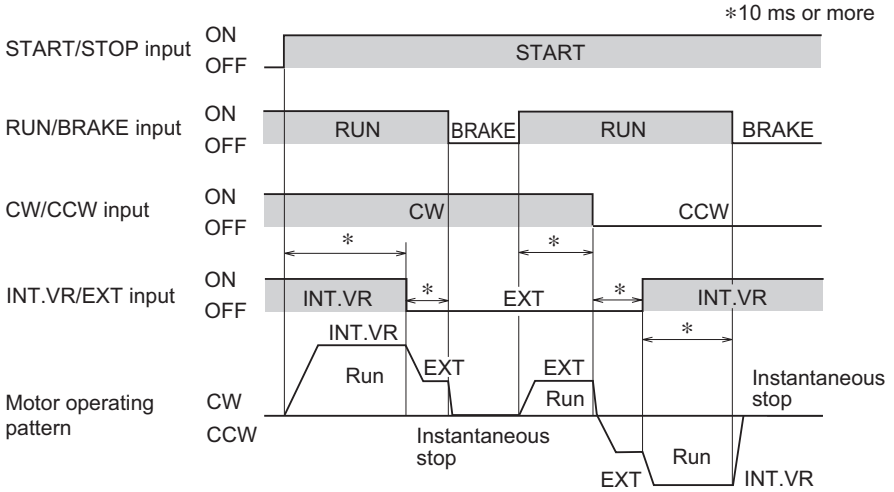 *10 ms or more
START/STOP input
ON
OFF
START
RUN/BRAKE input
ON
OFF
RUN
BRAKE
RUN
BRAKE
CW/CCW input
ON
OFF
CW
CCW
*
*
INT.VR/EXT input
ON
OFF
INT.VR
*
EXT
*
INT.VR
*
INT.VR
Run
EXT
EXT
Run
Instantaneous
stop
Motor operating
pattern
CW
CCW
Instantaneous
stop
Run
EXT
INT.VR